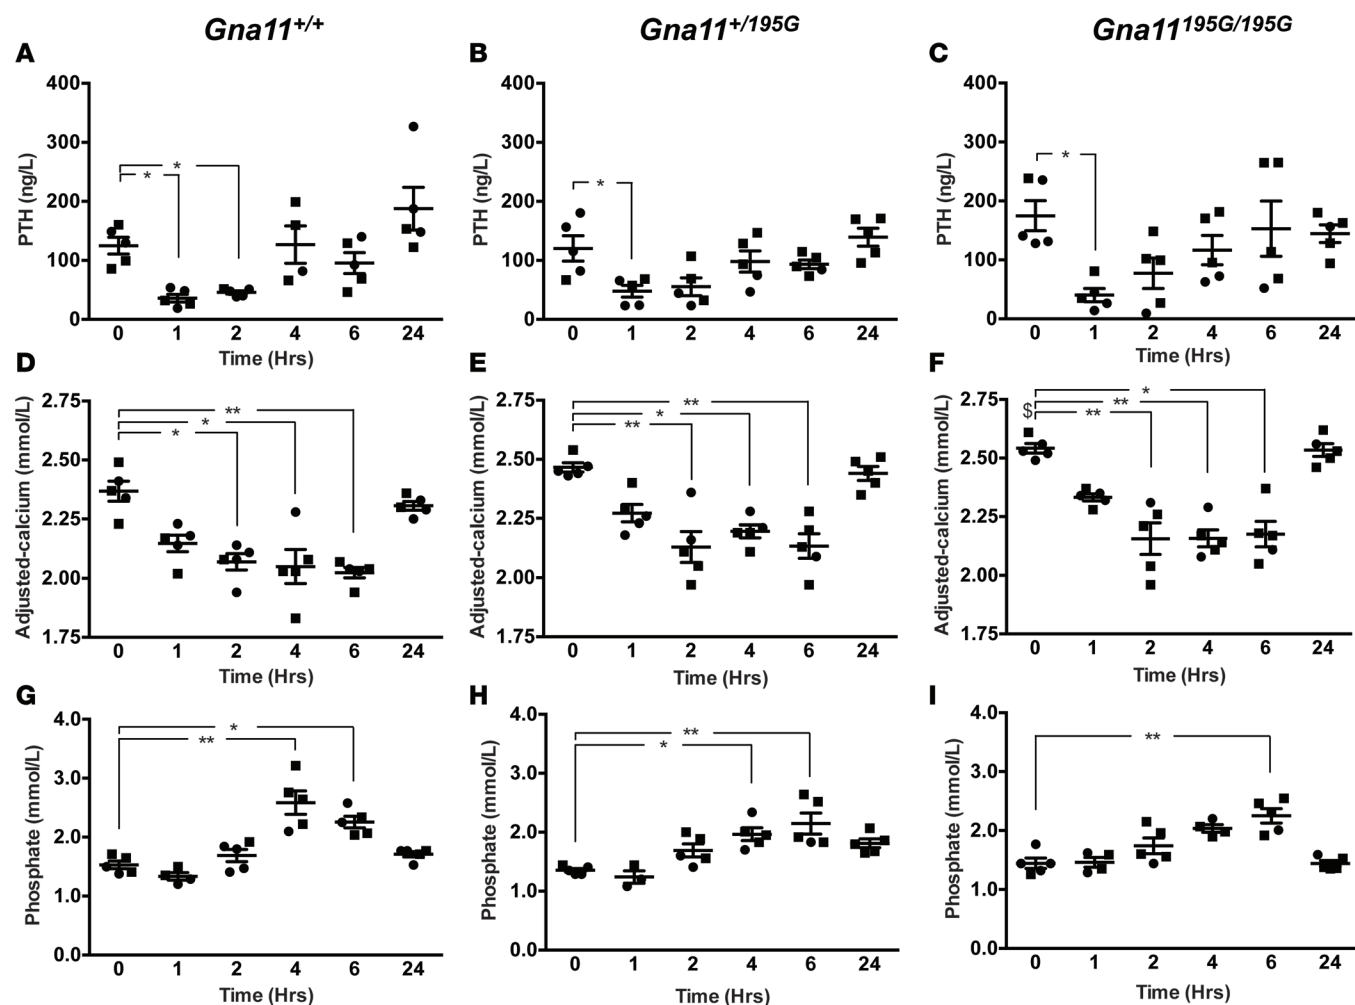 Gna11+/+
Gna11+/195G
Gna11195G/195G
A
PTH (ng/L)
400
300
200
100
0
*
*
0 1 2 4 6 24
Time (Hrs)
B
PTH (ng/L)
400
300
200
100
0
*
0 1 2 4 6 24
Time (Hrs)
C
PTH (ng/L)
400
300
200
100
0
*
0 1 2 4 6 24
Time (Hrs)
D
Adjusted-calcium (mmol/L)
2.75
2.50
2.25
2.00
1.75
**
*
*
0 1 2 4 6 24
Time (Hrs)
E
Adjusted-calcium (mmol/L)
2.75
2.50
2.25
2.00
1.75
**
*
**
0 1 2 4 6 24
Time (Hrs)
F
Adjusted-calcium (mmol/L)
2.75
2.50
2.25
2.00
1.75
*
**
**
$
0 1 2 4 6 24
Time (Hrs)
G
Phosphate (mmol/L)
4.0
3.0
2.0
1.0
0.0
*
**
0 1 2 4 6 24
Time (Hrs)
H
Phosphate (mmol/L)
4.0
3.0
2.0
1.0
0.0
**
*
0 1 2 4 6 24
Time (Hrs)
I
Phosphate (mmol/L)
4.0
3.0
2.0
1.0
0.0
**
0 1 2 4 6 24
Time (Hrs)